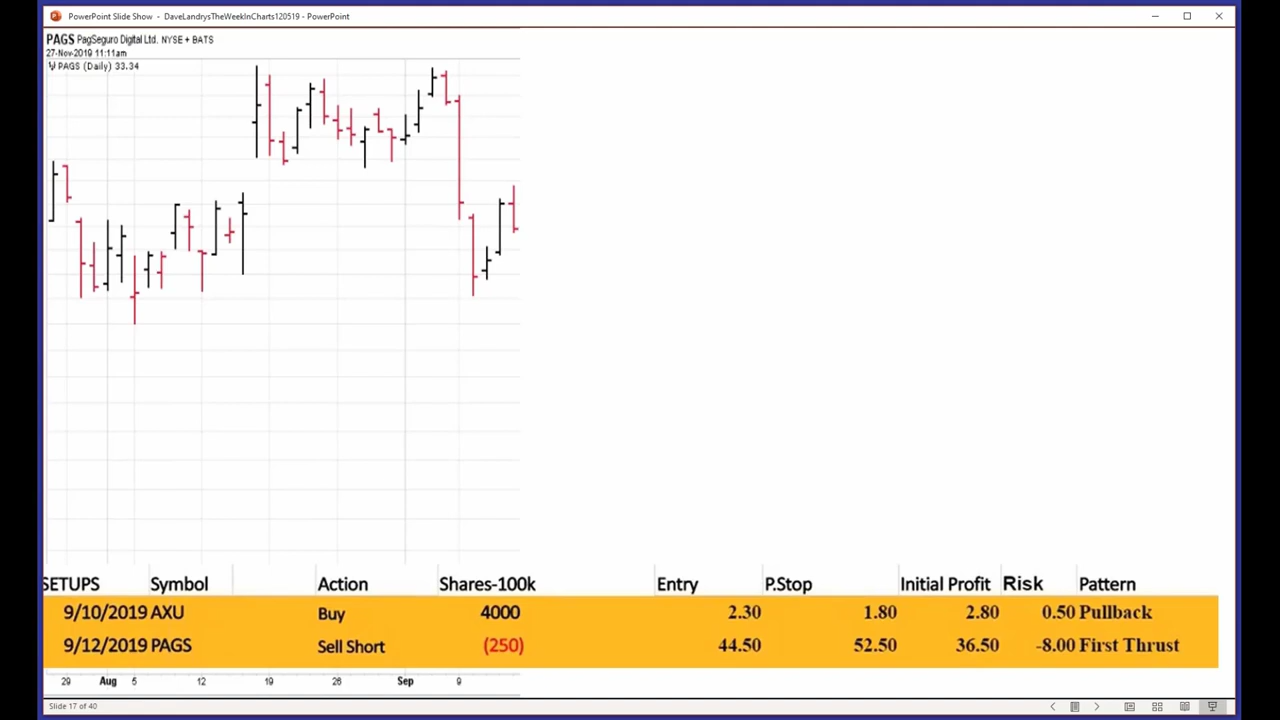 PowerPoint Slide Show - DaveLandrysTheWeekInCharts120519 - PowerPoint
PAGS PagSeguro Digital Ltd. NYSE + BATS
27-Nov-2019 11:11am
PAGS (Daily) 33.34
SETUPS Symbol Action Shares-100k Entry P.Stop Initial Profit Risk Pattern
9/10/2019 AXU Buy 4000 2.30 1.80 2.80 0.50 Pullback
9/12/2019 PAGS Sell Short (250) 44.50 52.50 36.50 -8.00 First Thrust
29 Aug 5 12 19 26 Sep 9
Slide 17 of 40